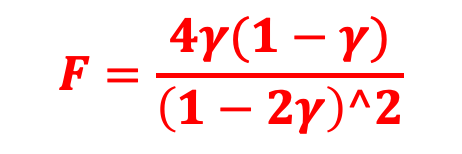 F = 4γ(1 − γ) / (1 − 2γ)^2